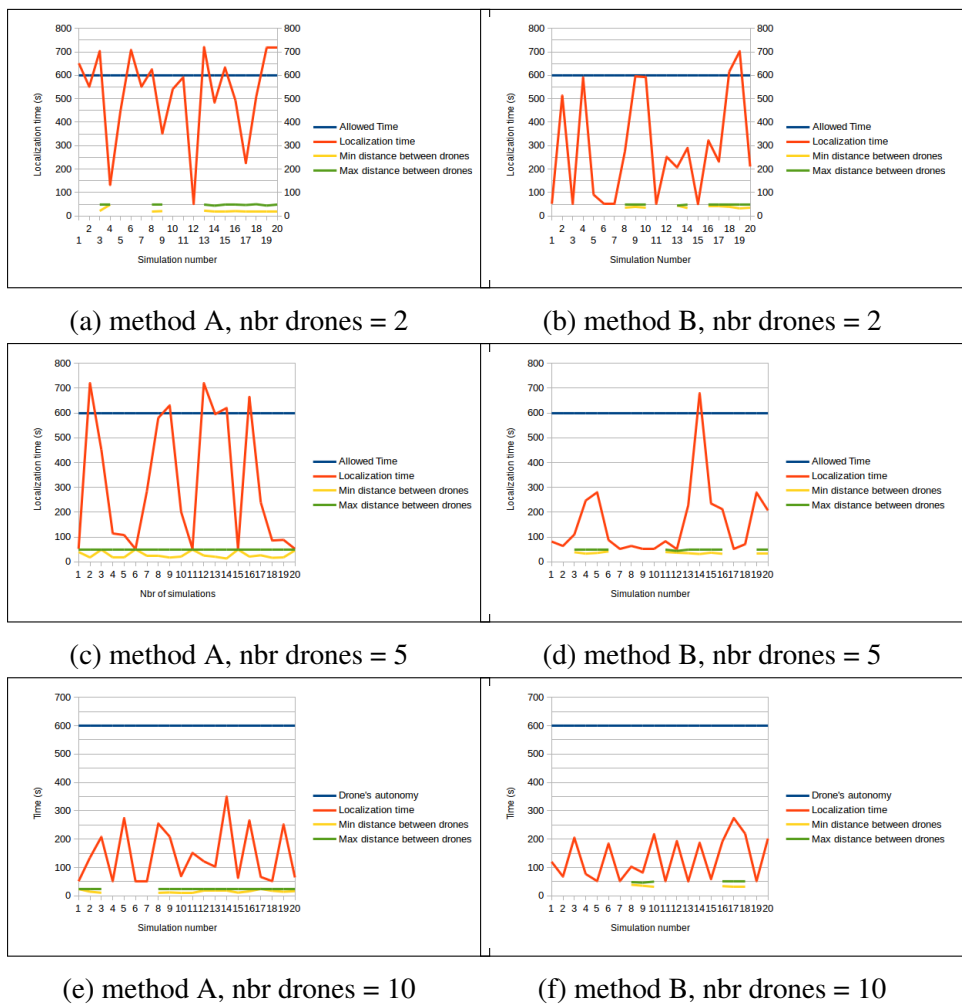 800
700
600
500
400
300
200
100
0
800
700
600
500
400
300
200
100
0
Localization time (s)
2 4 6 8 10 12 14 16 18 20
1 3 5 7 9 11 13 15 17 19
Simulation number
Allowed Time
Localization time
Min distance between drones
Max distance between drones
(a) method A, nbr drones = 2
800
700
600
500
400
300
200
100
0
800
700
600
500
400
300
200
100
0
Localization time (s)
2 4 6 8 10 12 14 16 18 20
1 3 5 7 9 11 13 15 17 19
Simulation Number
Allowed Time
Localization time
Min distance between drones
Max distance between drones
(b) method B, nbr drones = 2
800
700
600
500
400
300
200
100
0
Localization time (s)
1 2 3 4 5 6 7 8 9 10 11 12 13 14 15 16 17 18 19 20
Nbr of simulations
Allowed Time
Localization time
Min distance between drones
Max distance between drones
(c) method A, nbr drones = 5
800
700
600
500
400
300
200
100
0
Localization time (s)
1 2 3 4 5 6 7 8 9 10 11 12 13 14 15 16 17 18 19 20
Simulation number
Allowed Time
Localization time
Min distance between drones
Max distance between drones
(d) method B, nbr drones = 5
700
600
500
400
300
200
100
0
Time (s)
1 2 3 4 5 6 7 8 9 10 11 12 13 14 15 16 17 18 19 20
Simulation number
Drone's autonomy
Localization time
Min distance between drones
Max distance between drones
(e) method A, nbr drones = 10
700
600
500
400
300
200
100
0
Time (s)
1 2 3 4 5 6 7 8 9 10 11 12 13 14 15 16 17 18 19 20
Simulation number
Drone's autonomy
Localization time
Min distance between drones
Max distance between drones
(f) method B, nbr drones = 10